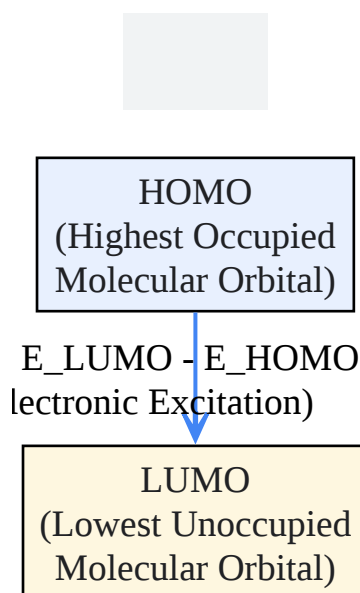 HOMO
(Highest Occupied
Molecular Orbital)
E_LUMO - E_HOMO
lectronic Excitation)
LUMO
(Lowest Unoccupied
Molecular Orbital)